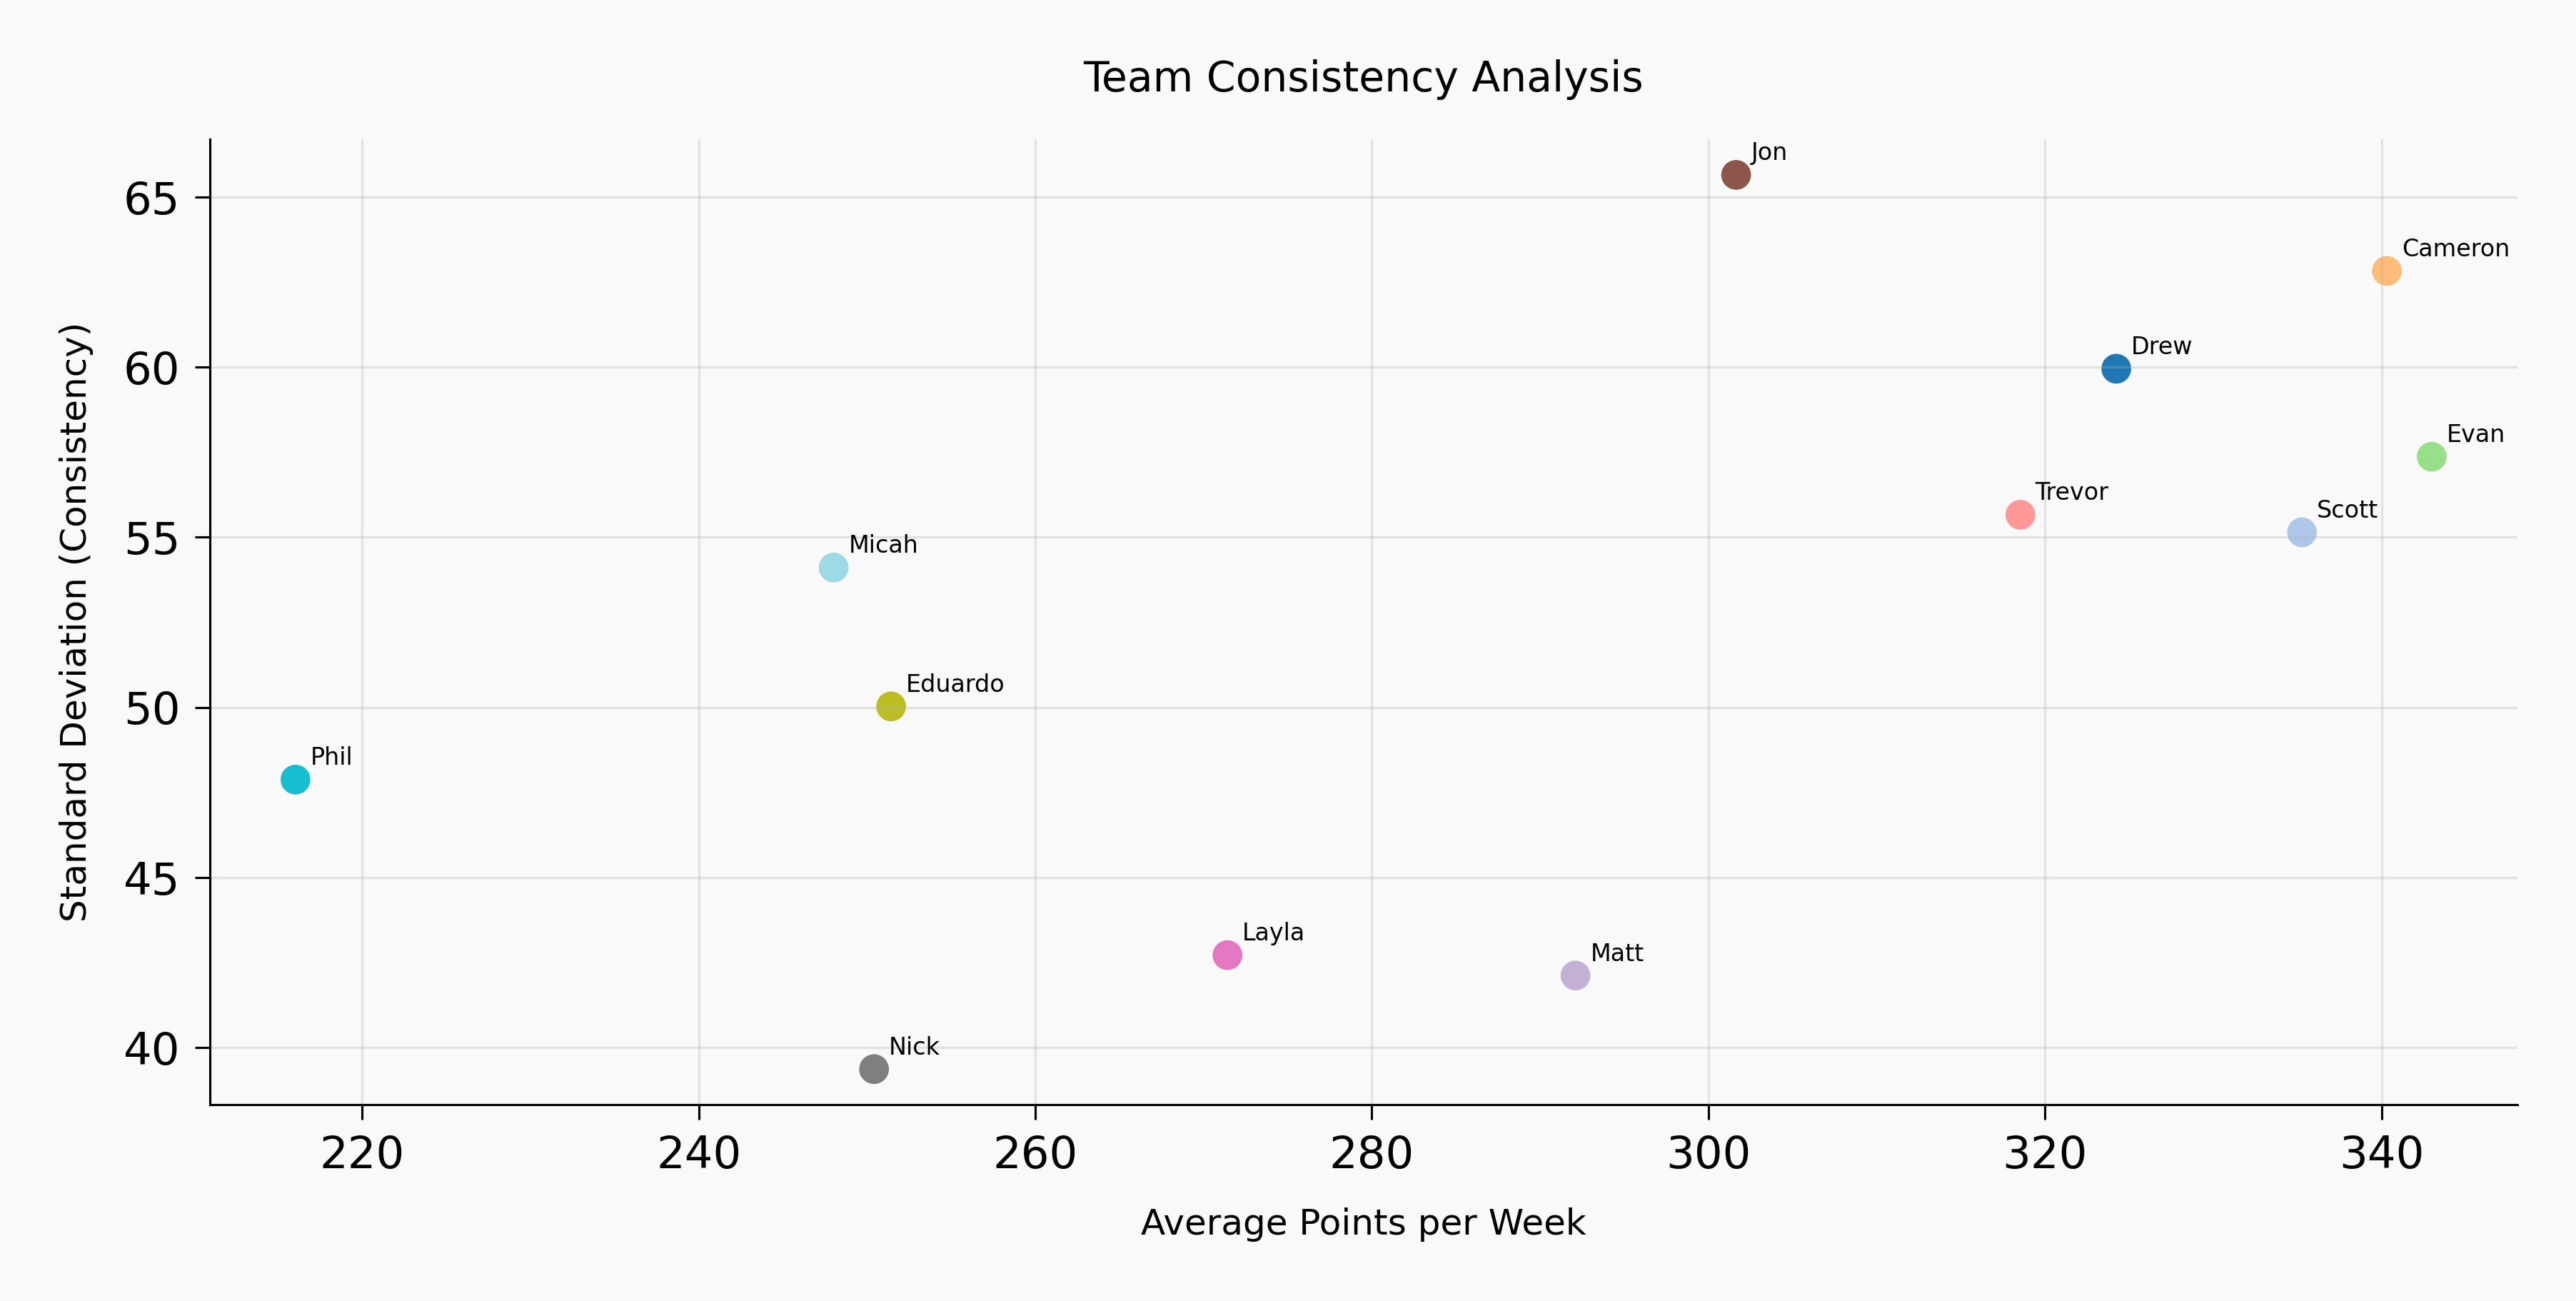 Team Consistency Analysis
Standard Deviation (Consistency)
65
60
55
50
45
40
Jon
Cameron
Drew
Evan
Trevor
Scott
Micah
Eduardo
Phil
Layla
Matt
Nick
220 240 260 280 300 320 340
Average Points per Week